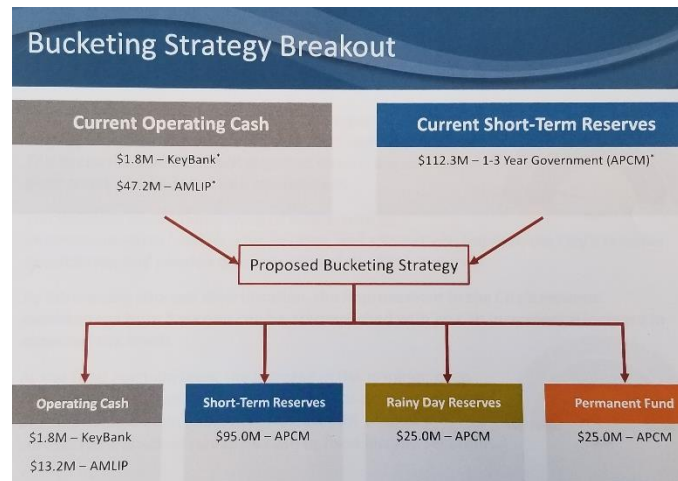 Bucketing Strategy Breakout
Current Operating Cash
$1.8M – KeyBank*
$47.2M – AMLIP*
Current Short-Term Reserves
$112.3M – 1-3 Year Government (APCM)*
Proposed Bucketing Strategy
Operating Cash
$1.8M – KeyBank
$13.2M – AMLIP
Short-Term Reserves
$95.0M – APCM
Rainy Day Reserves
$25.0M – APCM
Permanent Fund
$25.0M – APCM